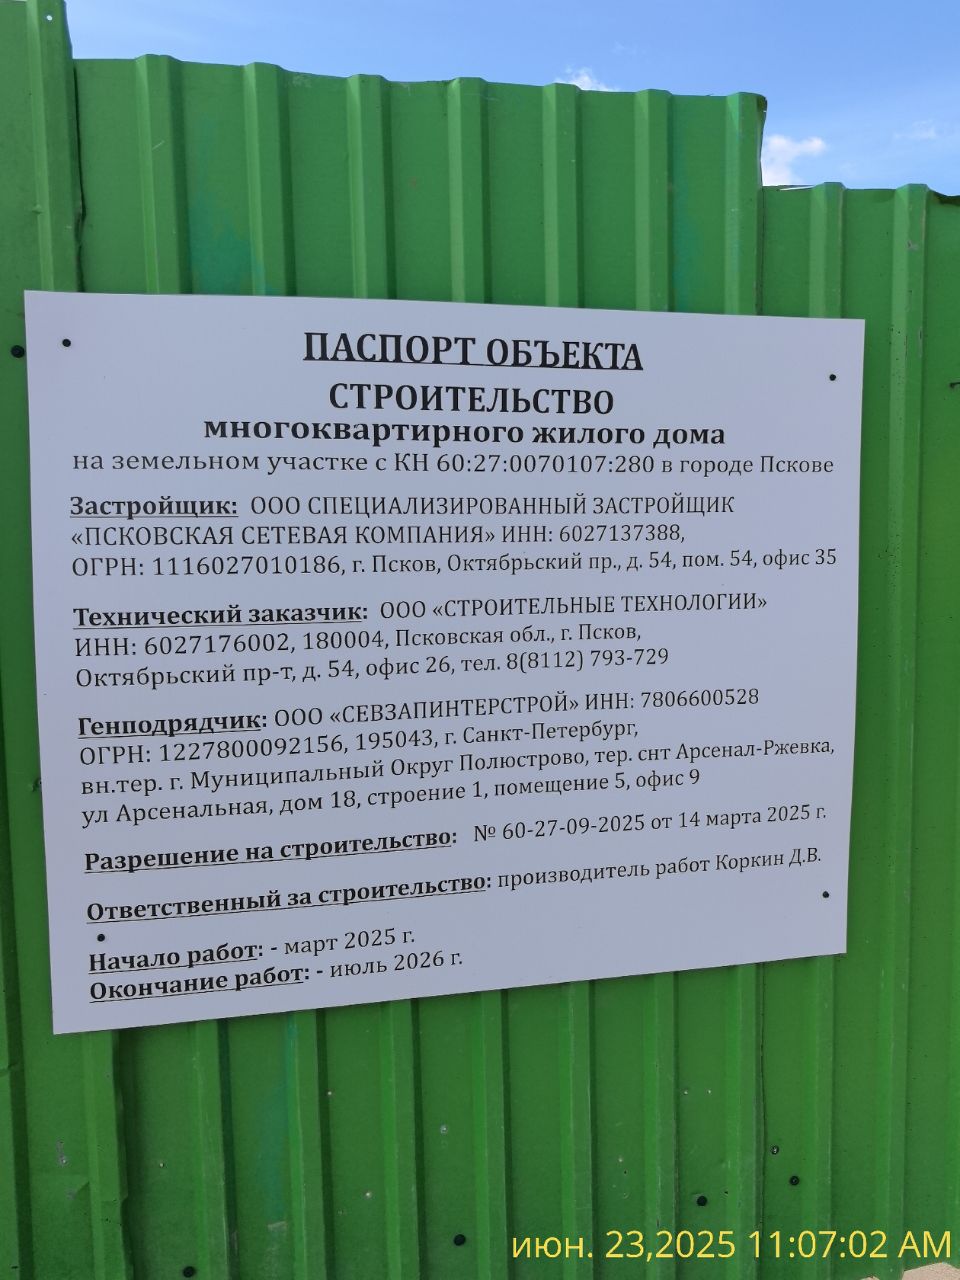 ПАСПОРТ ОБЪЕКТА
СТРОИТЕЛЬСТВО
многоквартирного жилого дома
на земельном участке с КН 60:27:0070107:280 в городе Пскове
Застройщик: ООО СПЕЦИАЛИЗИРОВАННЫЙ ЗАСТРОЙЩИК
«ПСКОВСКАЯ СЕТЕВАЯ КОМПАНИЯ» ИНН: 6027137388,
ОГРН: 1116027010186, г. Псков, Октябрьский пр., д. 54, пом. 54, офис 35
Технический заказчик: ООО «СТРОИТЕЛЬНЫЕ ТЕХНОЛОГИИ»
ИНН: 6027176002, 180004, Псковская обл., г. Псков,
Октябрьский пр-т, д. 54, офис 26, тел. 8(8112) 793-729
Генподрядчик: ООО «СЕВЗАПИНТЕРСТРОЙ» ИНН: 7806600528
ОГРН: 1227800092156, 195043, г. Санкт-Петербург,
вн.тер. г. Муниципальный Округ Полюстрово, тер. снт Арсенал-Ржевка,
ул Арсенальная, дом 18, строение 1, помещение 5, офис 9
Разрешение на строительство: № 60-27-09-2025 от 14 марта 2025 г.
Ответственный за строительство: производитель работ Коркин Д.В.
Начало работ: - март 2025 г.
Окончание работ: - июль 2026 г.
июн. 23,2025 11:07:02 AM